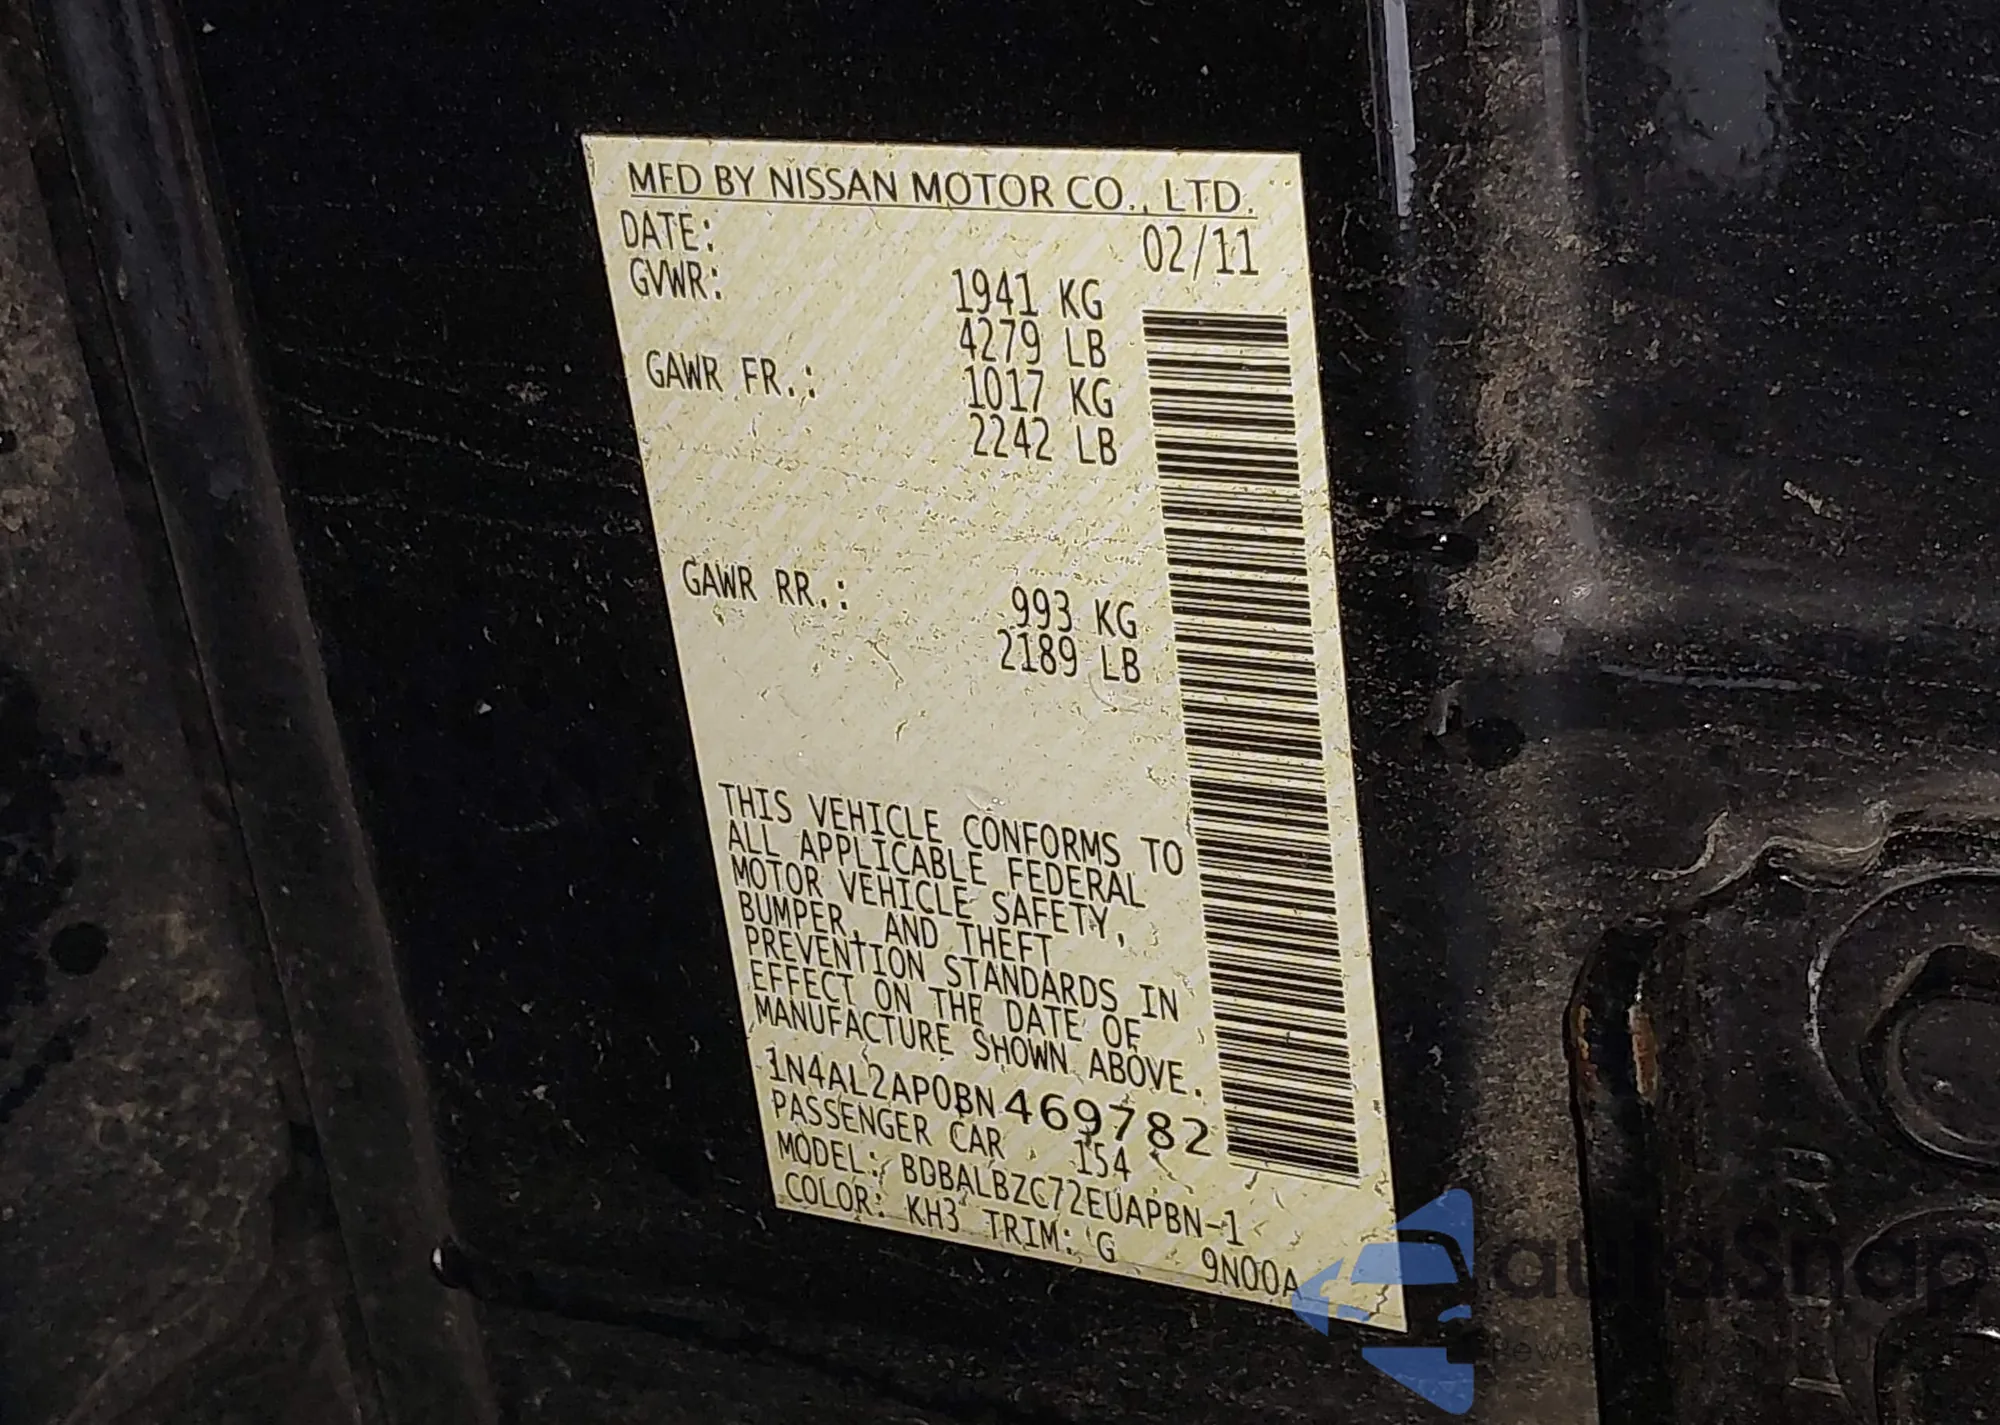 MFD BY NISSAN MOTOR CO., LTD.
DATE: 02/11
GVWR: 1941 KG
4279 LB
GAWR FR.: 1017 KG
2242 LB
GAWR RR.: 993 KG
2189 LB
THIS VEHICLE CONFORMS TO
ALL APPLICABLE FEDERAL
MOTOR VEHICLE SAFETY,
BUMPER, AND THEFT
PREVENTION STANDARDS IN
EFFECT ON THE DATE OF
MANUFACTURE SHOWN ABOVE.
1N4AL2AP0BN469782
PASSENGER CAR 154
MODEL: BDBALBZC72EUAPBN-1
COLOR: KH3 TRIM: G 9N00A
autasnap